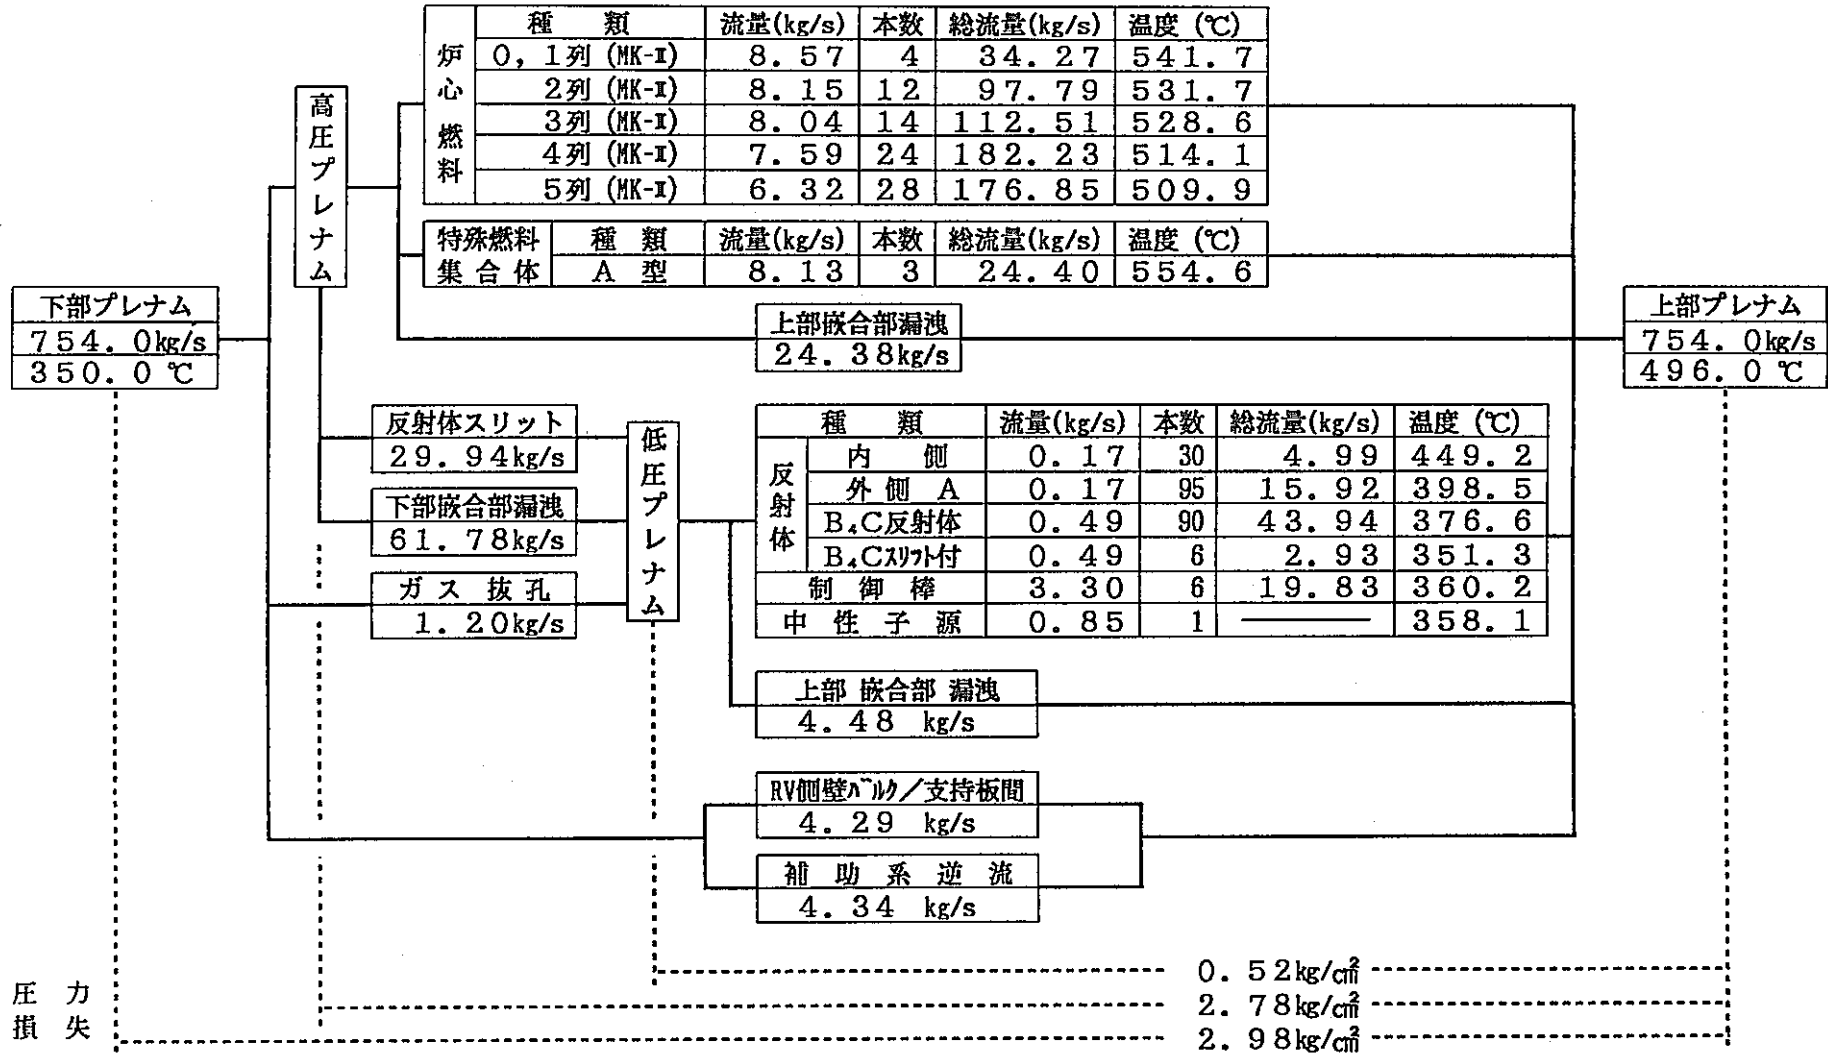 種 類 流量(kg/s) 本数 総流量(kg/s) 温度 (℃)
炉心燃料
0, 1列 (MK-Ⅱ) 8.57 4 34.27 541.7
2列 (MK-Ⅱ) 8.15 12 97.79 531.7
3列 (MK-Ⅱ) 8.04 14 112.51 528.6
4列 (MK-Ⅱ) 7.59 24 182.23 514.1
5列 (MK-Ⅱ) 6.32 28 176.85 509.9
高圧プレナム
特殊燃料集合体 種 類 流量(kg/s) 本数 総流量(kg/s) 温度 (℃)
A 型 8.13 3 24.40 554.6
下部プレナム
754.0kg/s
350.0 ℃
上部嵌合部漏洩
24.38kg/s
上部プレナム
754.0kg/s
496.0 ℃
反射体スリット
29.94kg/s
下部嵌合部漏洩
61.78kg/s
ガス 抜孔
1.20kg/s
低圧プレナム
種 類 流量(kg/s) 本数 総流量(kg/s) 温度 (℃)
反射体
内 側 0.17 30 4.99 449.2
外側 A 0.17 95 15.92 398.5
B₄C反射体 0.49 90 43.94 376.6
B₄Cスリット付 0.49 6 2.93 351.3
制 御 棒 3.30 6 19.83 360.2
中 性 子 源 0.85 1 ――― 358.1
上部 嵌合部 漏洩
4.48 kg/s
RV側壁バルク/支持板間
4.29 kg/s
補 助 系 逆 流
4.34 kg/s
圧 力
損 失
0.52kg/c㎡
2.78kg/c㎡
2.98kg/c㎡